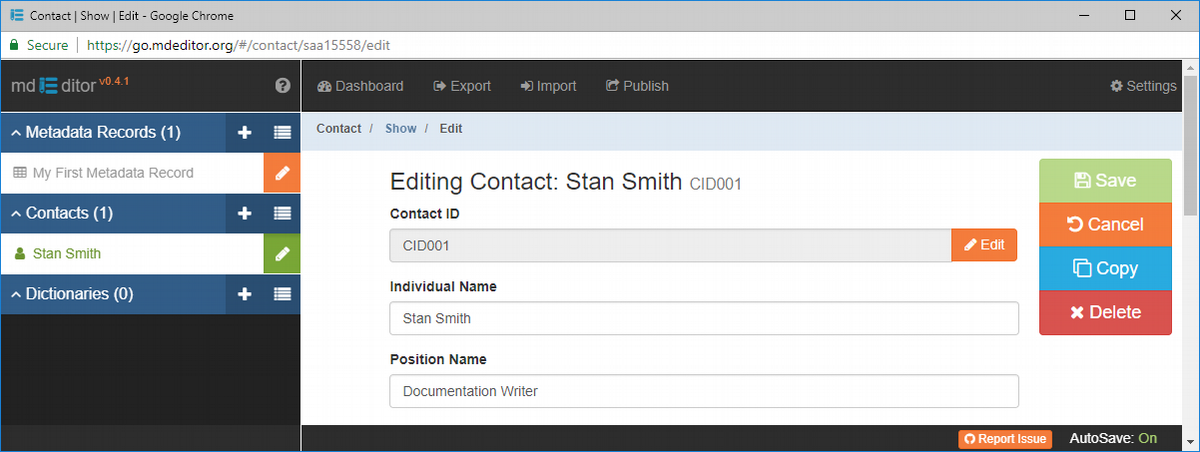 Contact | Show | Edit - Google Chrome
Secure https://go.mdeditor.org/#/contact/saa15558/edit
md ditor v0.4.1 ?
Dashboard Export Import Publish Settings
Metadata Records (1)
My First Metadata Record
Contacts (1)
Stan Smith
Dictionaries (0)
Contact / Show / Edit
Editing Contact: Stan Smith CID001
Contact ID
CID001 Edit
Individual Name
Stan Smith
Position Name
Documentation Writer
Save
Cancel
Copy
Delete
Report Issue AutoSave: On